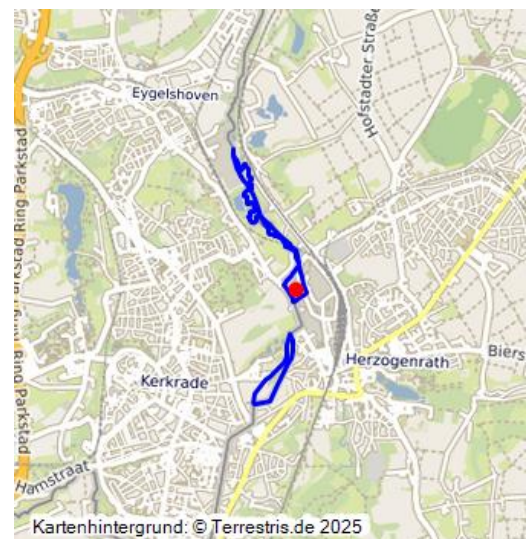 Eygelshoven
Hofstadter Straße
Ring Parkstad Ring Parkstad
Herzogenrath
Biers
Kerkrade
Hamstraat
Kartenhintergrund: © Terrestris.de 2025